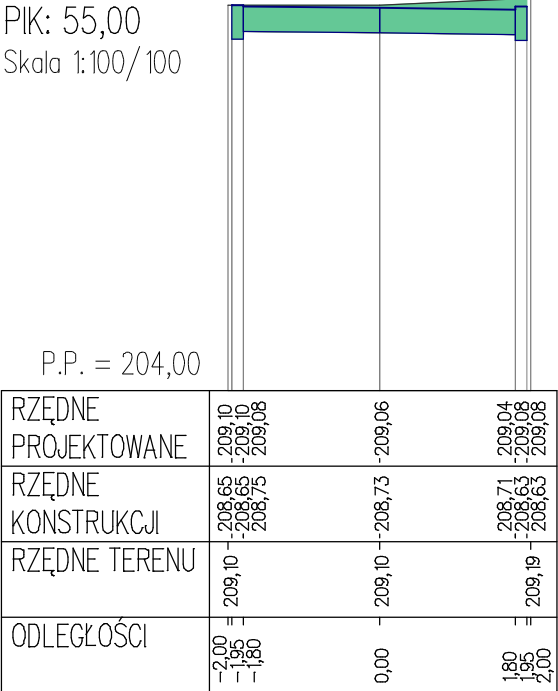 PIK: 55,00
Skala 1:100/100
P.P. = 204,00
RZĘDNE
PROJEKTOWANE
209,10
209,10
209,08
209,06
209,04
209,08
209,08
RZĘDNE
KONSTRUKCJI
208,65
208,65
208,75
208,73
208,71
208,63
208,63
RZĘDNE TERENU
209,10
209,10
209,19
ODLEGŁOŚCI
-2,00
-1,95
-1,80
0,00
1,80
1,95
2,00